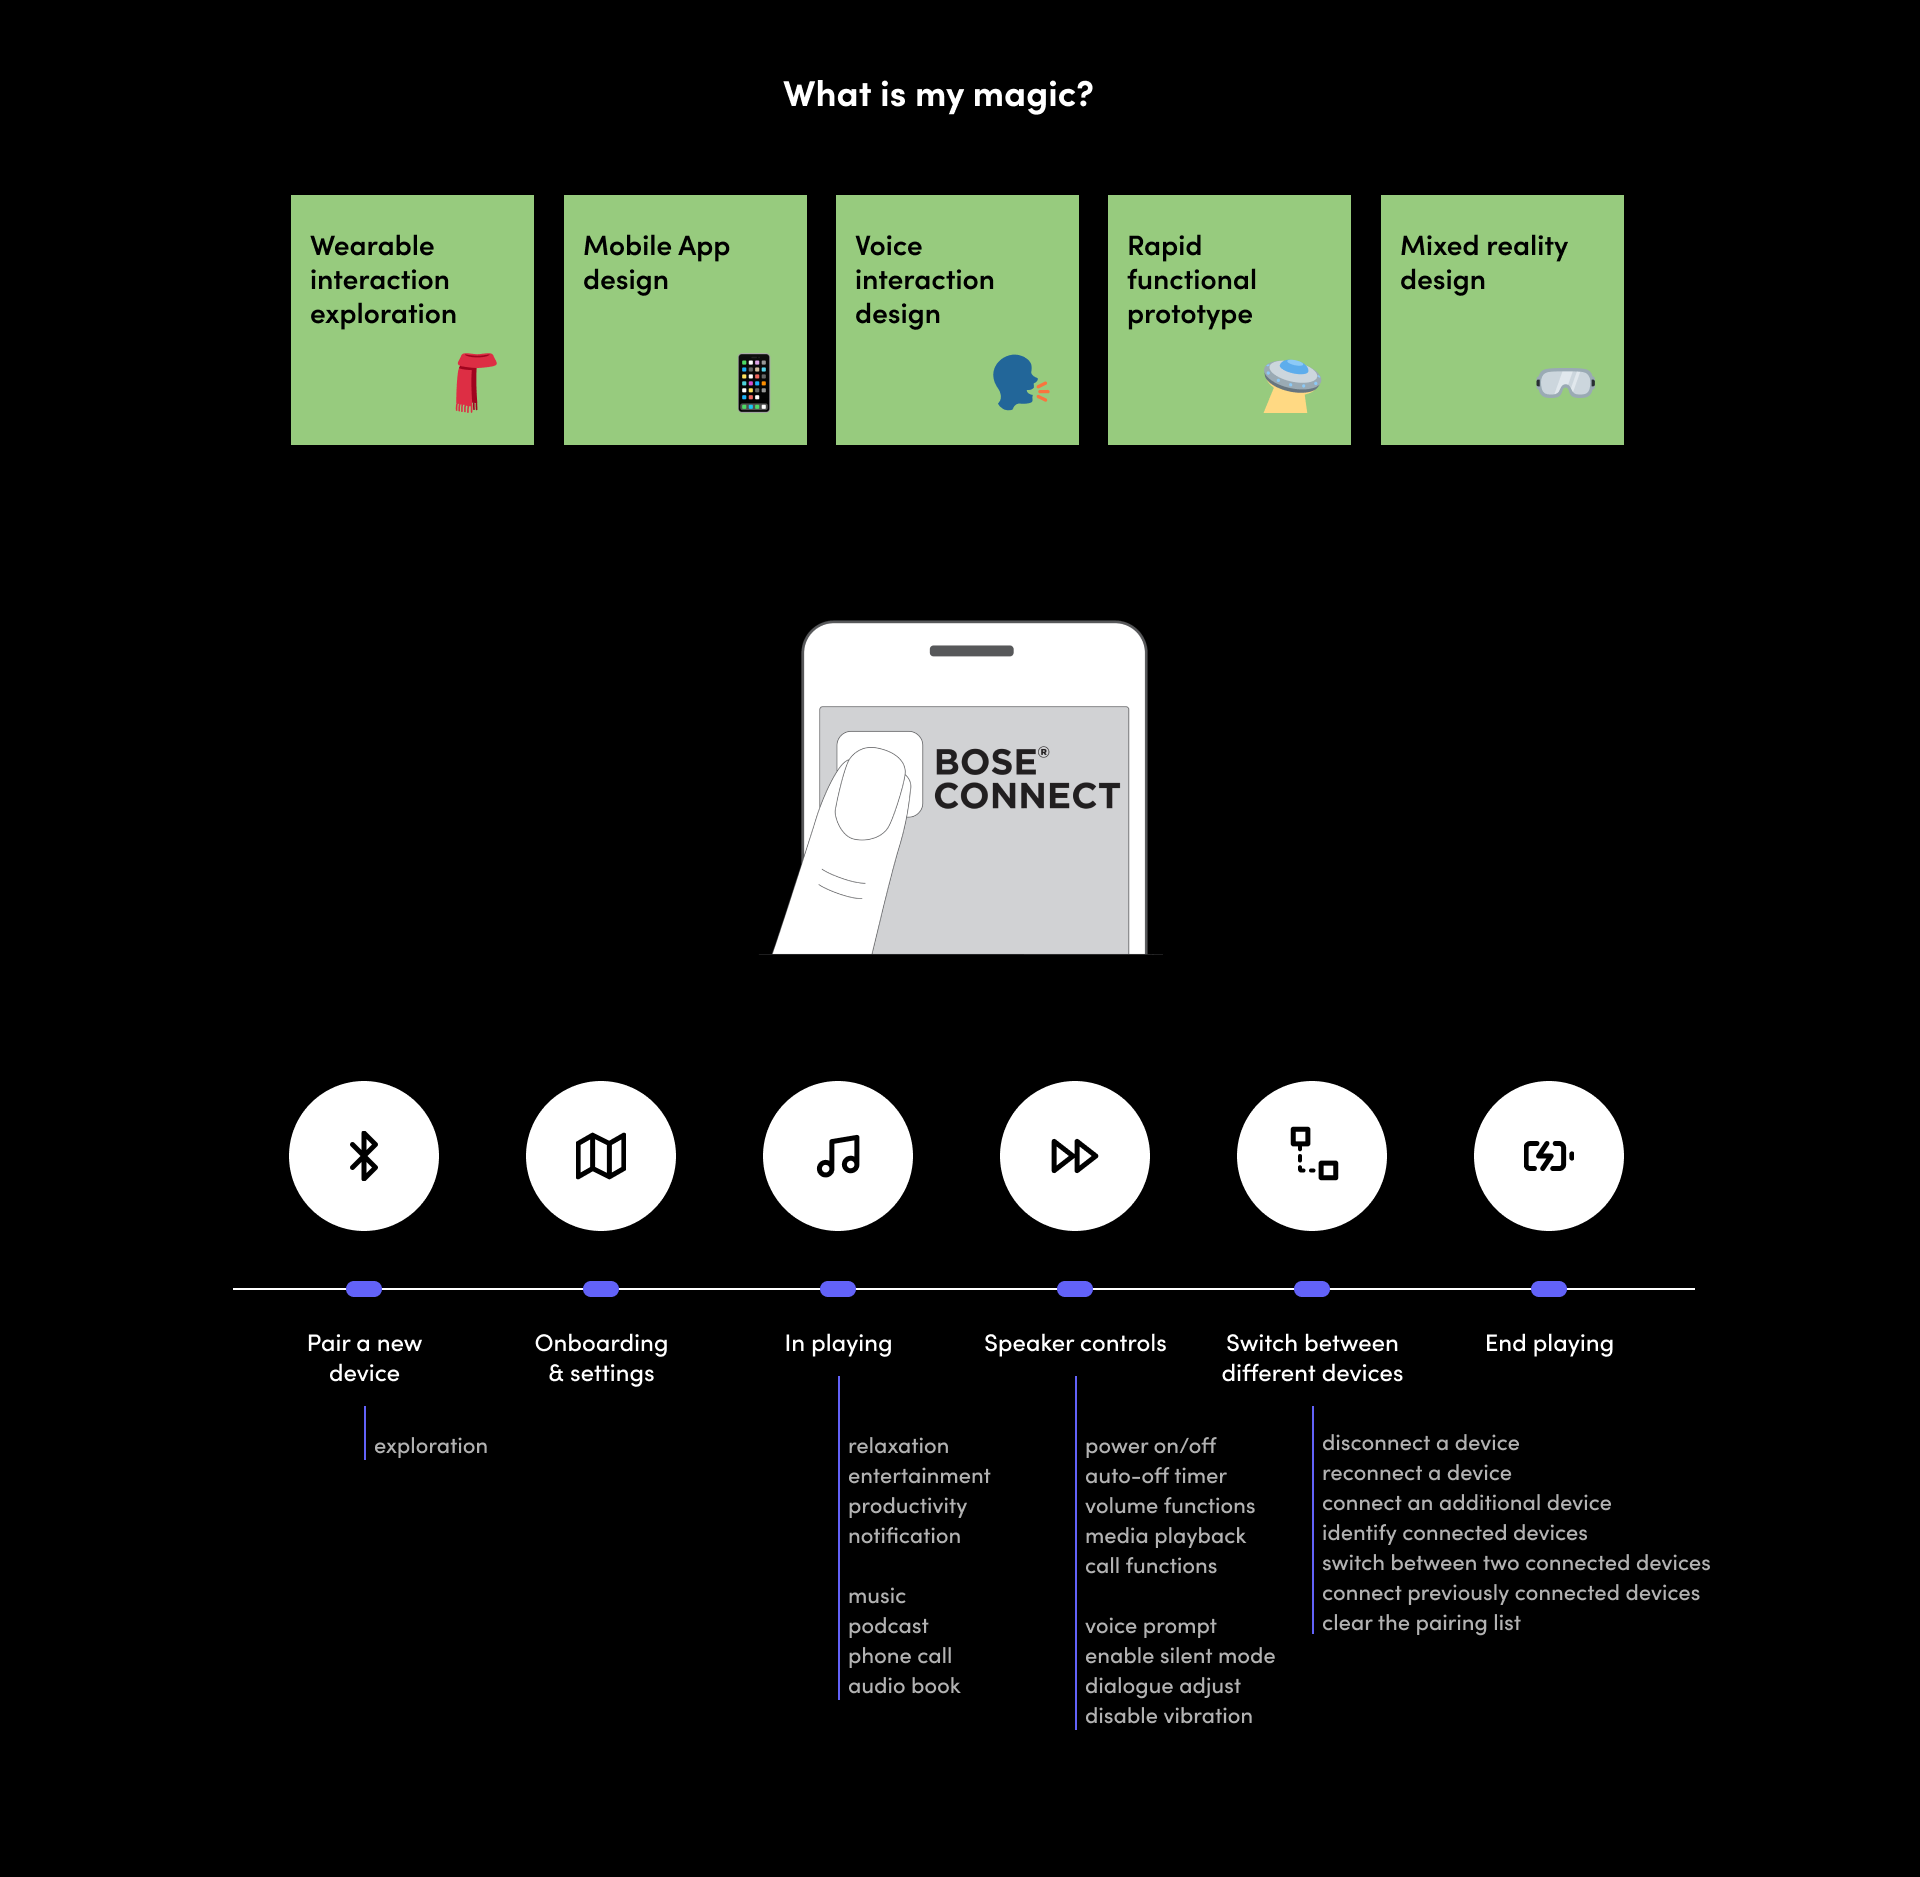 What is my magic?
Wearable
interaction
exploration
Mobile App
design
Voice
interaction
design
Rapid
functional
prototype
Mixed reality
design
BOSE®
CONNECT
Pair a new
device
exploration
Onboarding
& settings
In playing
relaxation
entertainment
productivity
notification
music
podcast
phone call
audio book
Speaker controls
power on/off
auto-off timer
volume functions
media playback
call functions
voice prompt
enable silent mode
dialogue adjust
disable vibration
Switch between
different devices
disconnect a device
reconnect a device
connect an additional device
identify connected devices
switch between two connected devices
connect previously connected devices
clear the pairing list
End playing